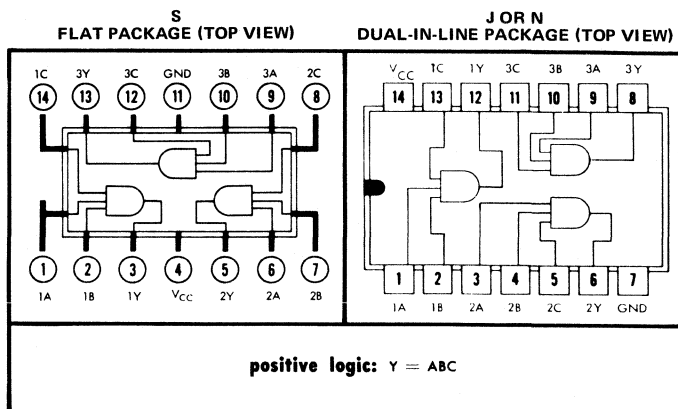 S
FLAT PACKAGE (TOP VIEW)
1C 3Y 3C GND 3B 3A 2C
14 13 12 11 10 9 8
1 2 3 4 5 6 7
1A 1B 1Y VCC 2Y 2A 2B
J OR N
DUAL-IN-LINE PACKAGE (TOP VIEW)
VCC 1C 1Y 3C 3B 3A 3Y
14 13 12 11 10 9 8
1 2 3 4 5 6 7
1A 1B 2A 2B 2C 2Y GND
positive logic: Y = ABC